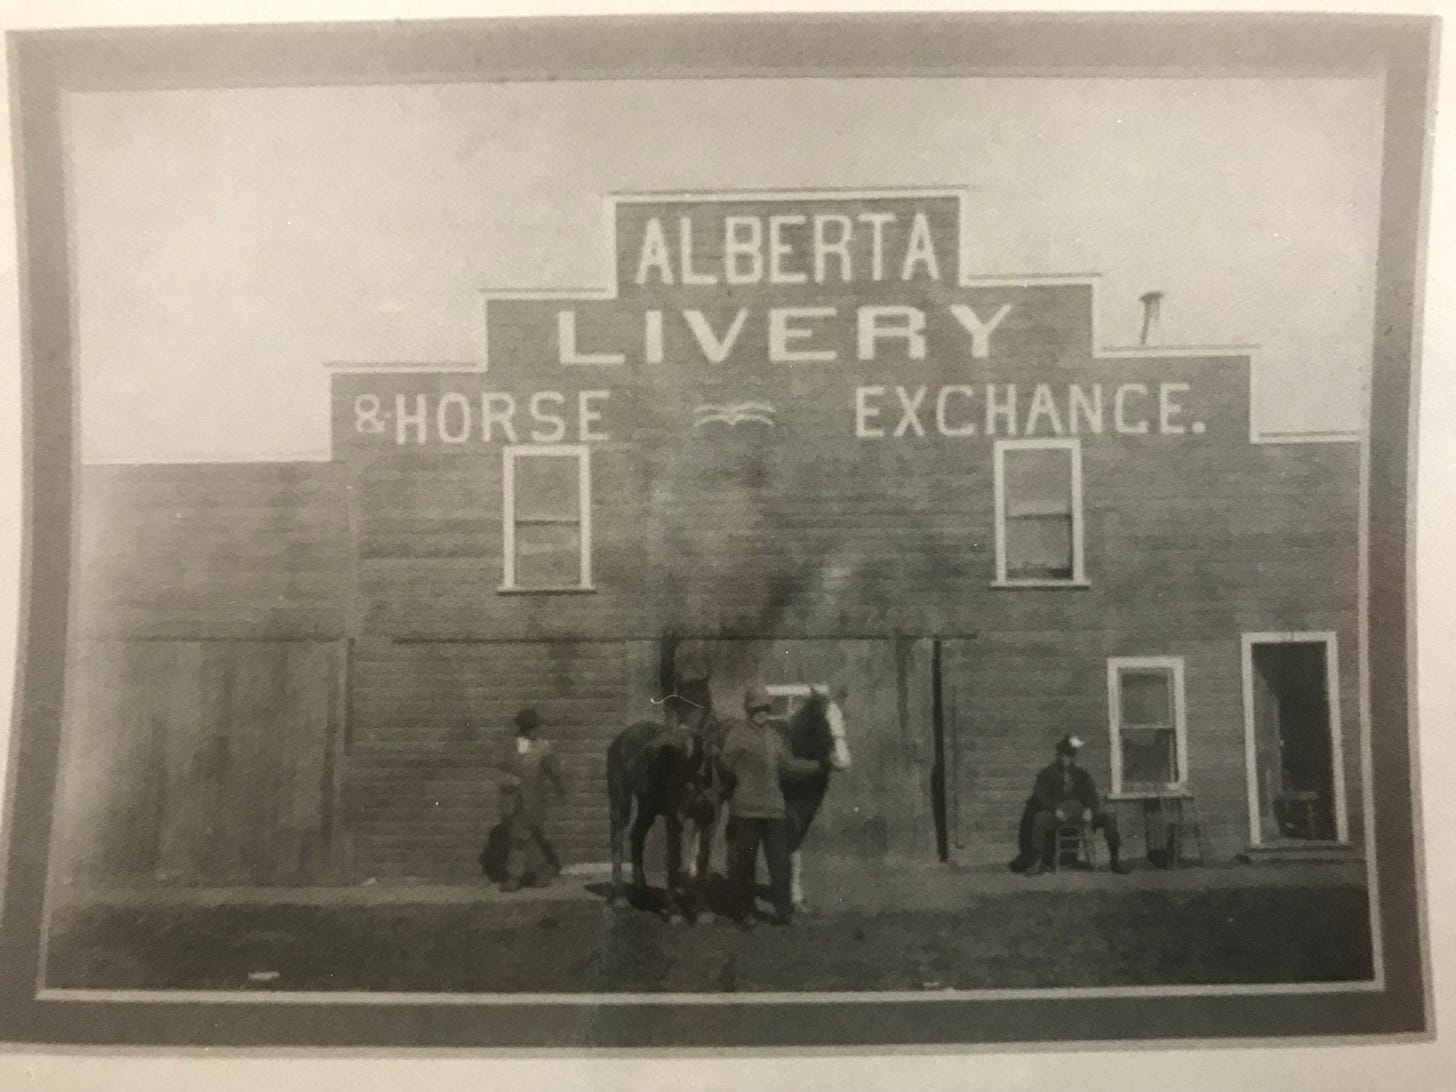 ALBERTA
LIVERY
& HORSE EXCHANGE.